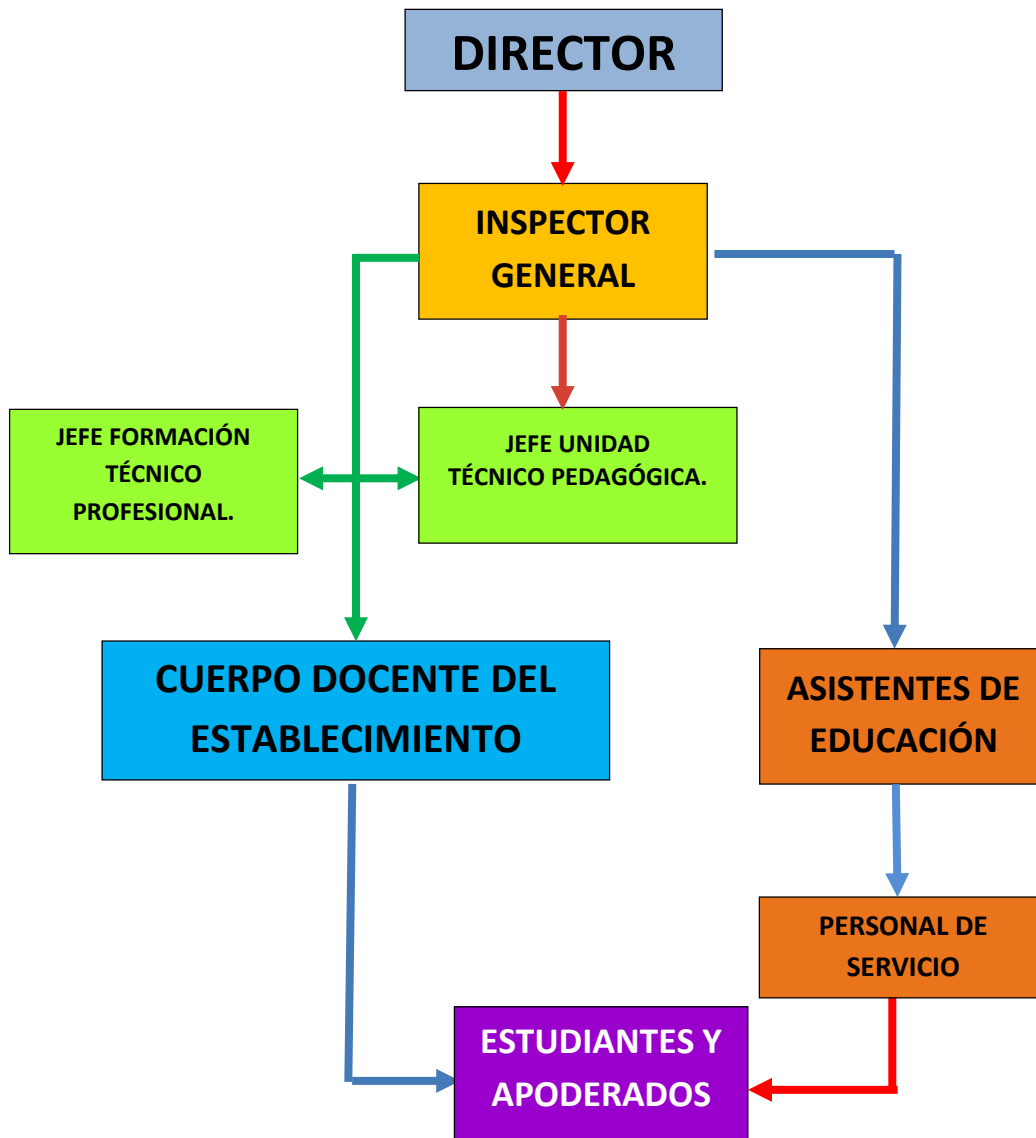 DIRECTOR
INSPECTOR
GENERAL
JEFE FORMACIÓN
TÉCNICO
PROFESIONAL.
JEFE UNIDAD
TÉCNICO PEDAGÓGICA.
CUERPO DOCENTE DEL
ESTABLECIMIENTO
ASISTENTES DE
EDUCACIÓN
PERSONAL DE
SERVICIO
ESTUDIANTES Y
APODERADOS